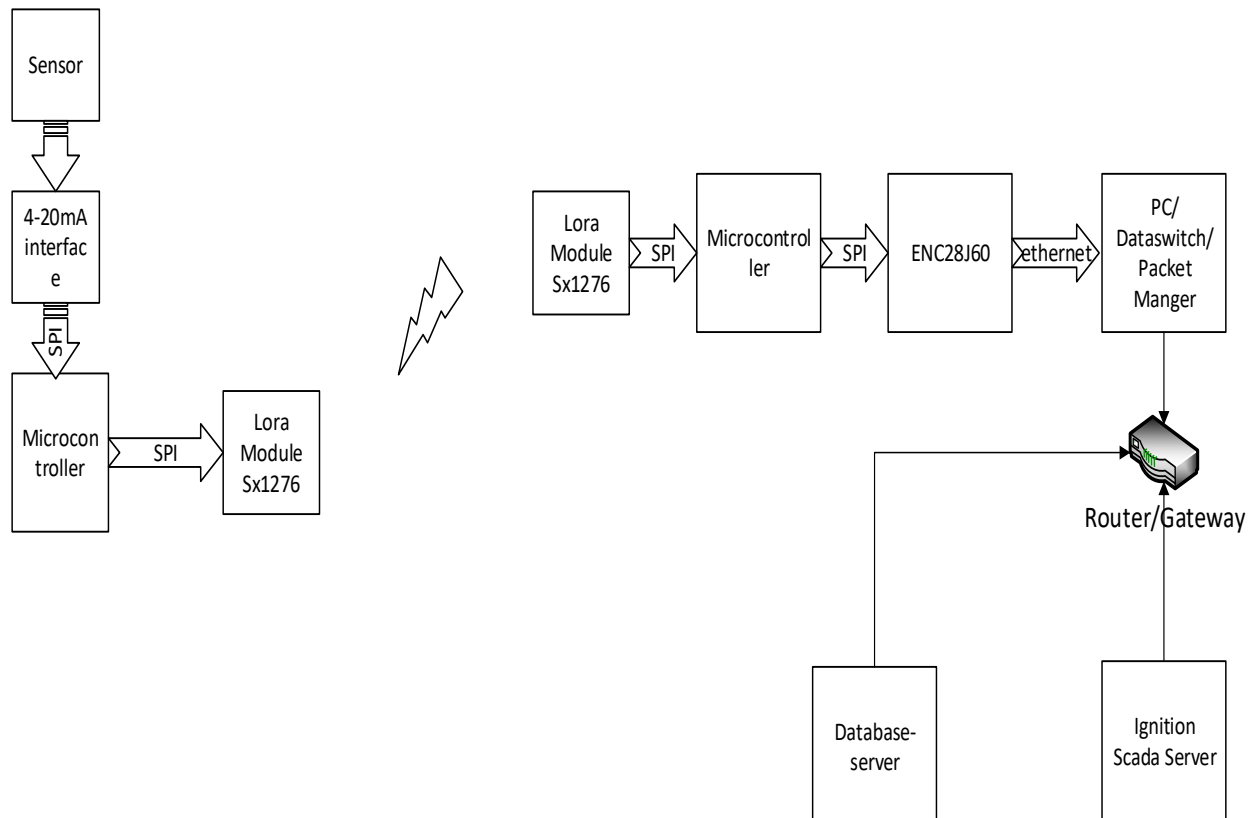 Sensor
4-20mA
interfac
e
SPI
Microcon
troller
SPI
Lora
Module
Sx1276
Lora
Module
Sx1276
SPI
Microcontrol
ler
SPI
ENC28J60
ethernet
PC/
Dataswitch/
Packet
Manger
Router/Gateway
Database-
server
Ignition
Scada Server